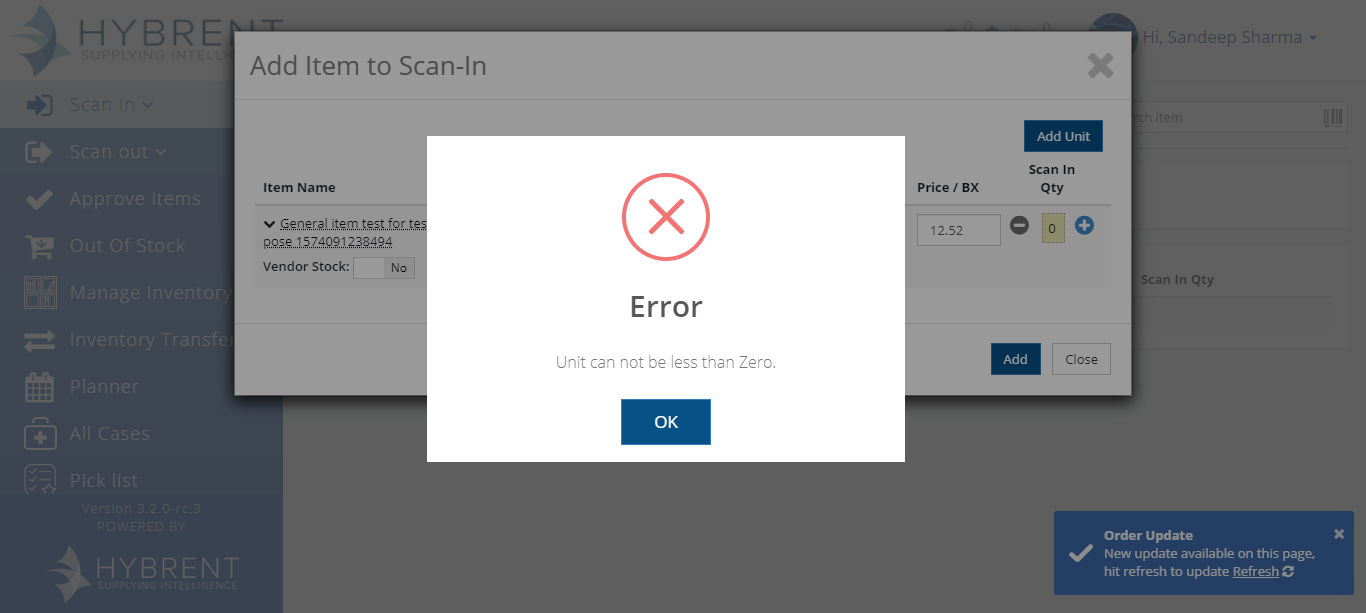 HYBRENT
SUPPLYING INTELLIGENCE
Hi, Sandeep Sharma
Add Item to Scan-In
Scan In
Scan out
Approve Items
Out Of Stock
Manage Inventory
Inventory Transfer
Planner
All Cases
Pick list
Version 3.2.0-rc.3
POWERED BY
HYBRENT
SUPPLYING INTELLIGENCE
Add Unit
Item Name
Price / BX
Scan In
Qty
General item test for tes
pose 1574091238494
12.52
0
Vendor Stock:
No
Add
Close
Error
Unit can not be less than Zero.
OK
item
Scan In Qty
Order Update
New update available on this page,
hit refresh to update Refresh